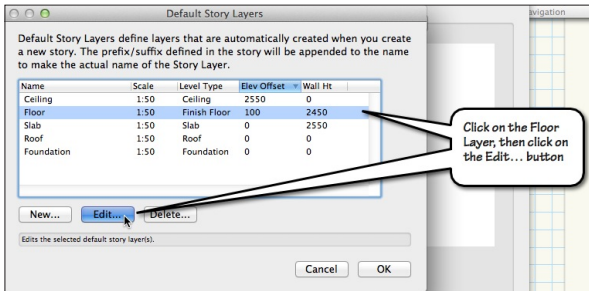 Default Story Layers
avigation
Default Story Layers define layers that are automatically created when you create
a new story. The prefix/suffix defined in the story will be appended to the name
to make the actual name of the Story Layer.
Name Scale Level Type Elev Offset Wall Ht
Ceiling 1:50 Ceiling 2550 0
Floor 1:50 Finish Floor 100 2450
Slab 1:50 Slab 0 2550
Roof 1:50 Roof 0 0
Foundation 1:50 Foundation 0 0
Click on the Floor
Layer, then click on
the Edit... button
New... Edit... Delete...
Edits the selected default story layer(s).
Cancel OK